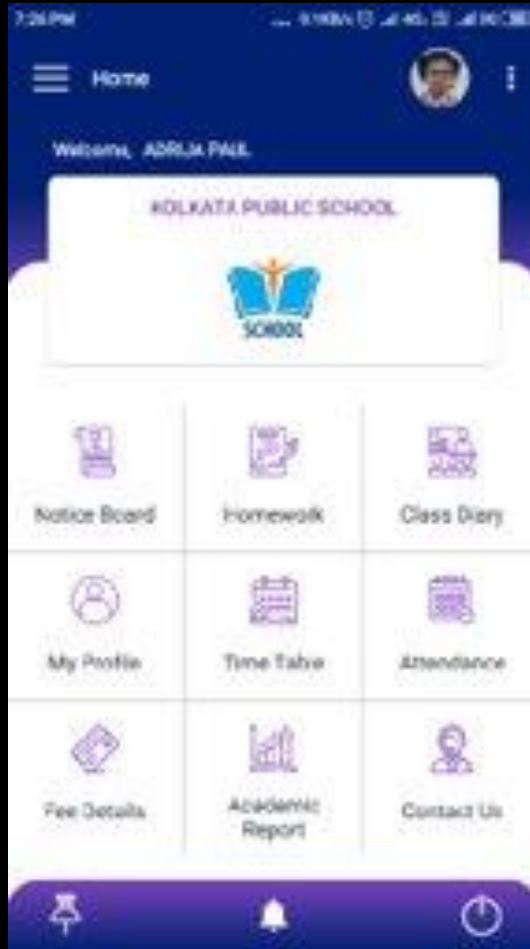 7:26 PM
Home
Welcome, ADRIJA PAUL
KOLKATA PUBLIC SCHOOL
SCHOOL
Notice Board
Homework
Class Diary
My Profile
Time Table
Attendance
Fee Details
Academic
Report
Contact Us